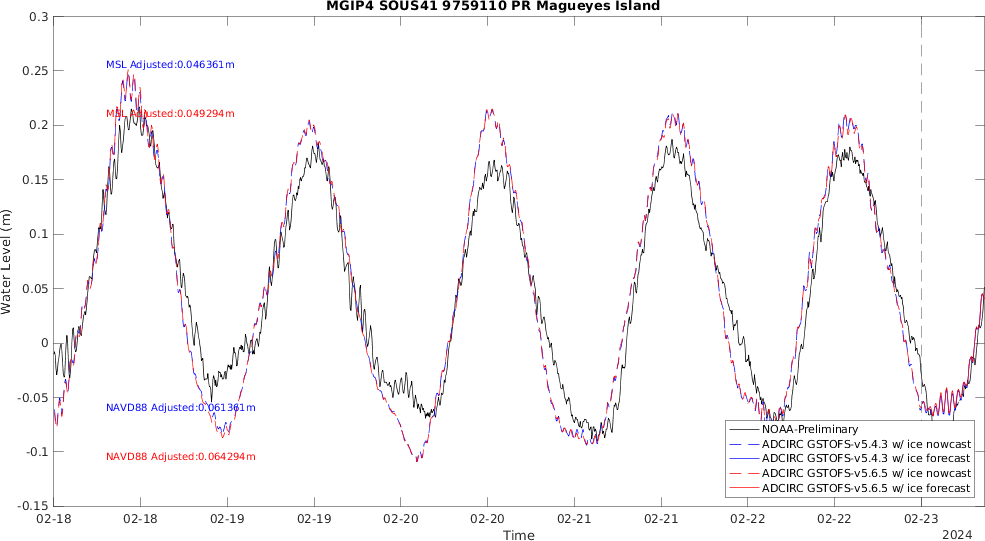 MGIP4 SOUS41 9759110 PR Magueyes Island
0.3
0.25
0.2
0.15
0.1
0.05
0
-0.05
-0.1
-0.15
Water Level (m)
MSL Adjusted:0.046361m
MSL Adjusted:0.049294m
NAVD88 Adjusted:0.061361m
NAVD88 Adjusted:0.064294m
NOAA-Preliminary
ADCIRC GSTOFS-v5.4.3 w/ ice nowcast
ADCIRC GSTOFS-v5.4.3 w/ ice forecast
ADCIRC GSTOFS-v5.6.5 w/ ice nowcast
ADCIRC GSTOFS-v5.6.5 w/ ice forecast
02-18 02-18 02-19 02-19 02-20 02-20 02-21 02-21 02-22 02-22 02-23
Time
2024